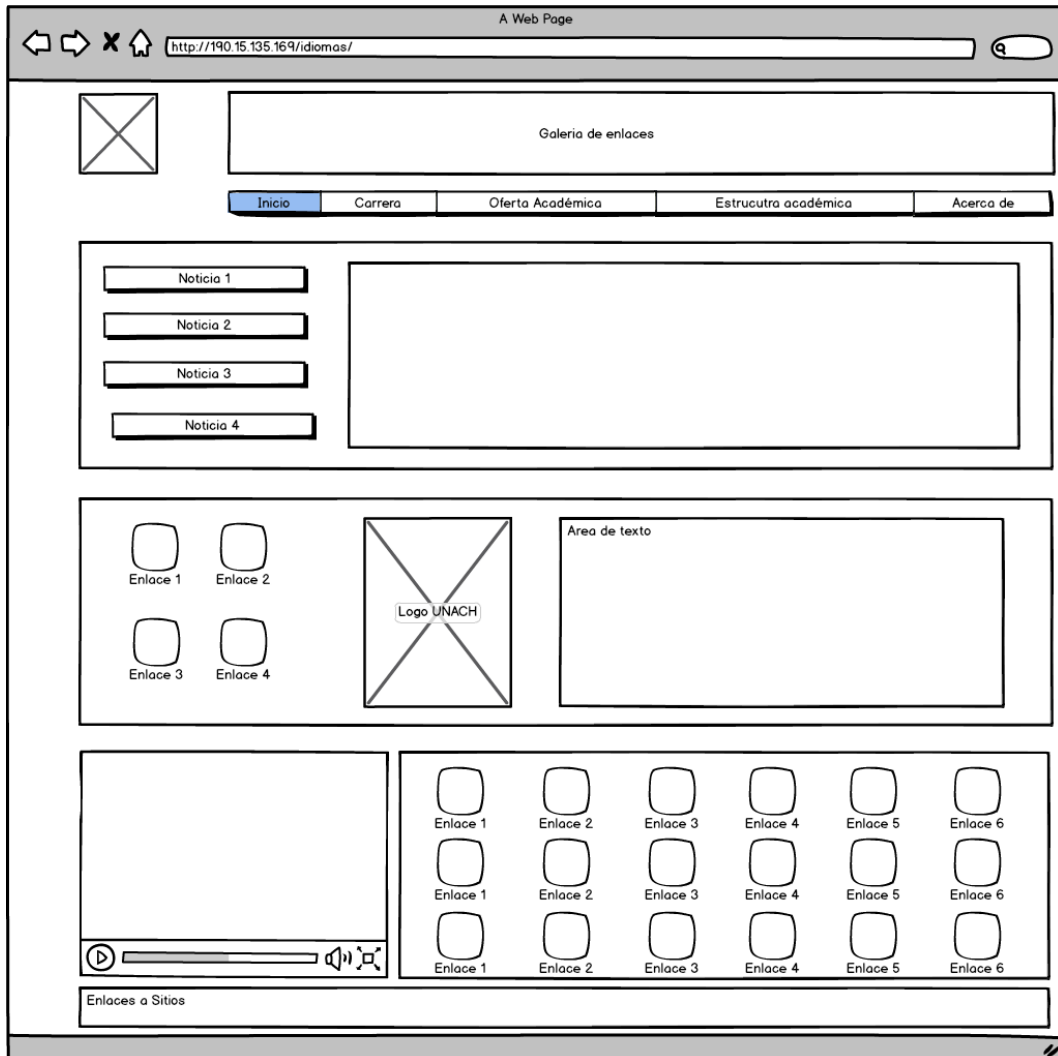 A Web Page
http://190.15.135.169/idiomas/
Galeria de enlaces
Inicio Carrera Oferta Académica Estrucutra académica Acerca de
Noticia 1
Noticia 2
Noticia 3
Noticia 4
Enlace 1 Enlace 2
Enlace 3 Enlace 4
Logo UNACH
Area de texto
Enlace 1 Enlace 2 Enlace 3 Enlace 4 Enlace 5 Enlace 6
Enlace 1 Enlace 2 Enlace 3 Enlace 4 Enlace 5 Enlace 6
Enlace 1 Enlace 2 Enlace 3 Enlace 4 Enlace 5 Enlace 6
Enlaces a Sitios